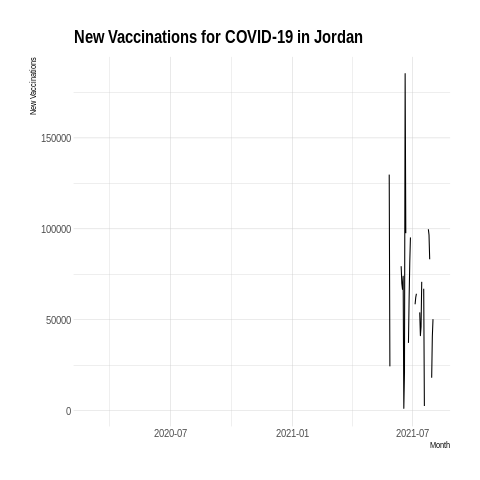 New Vaccinations for COVID-19 in Jordan
New Vaccinations
150000
100000
50000
0
2020-07 2021-01 2021-07
Month